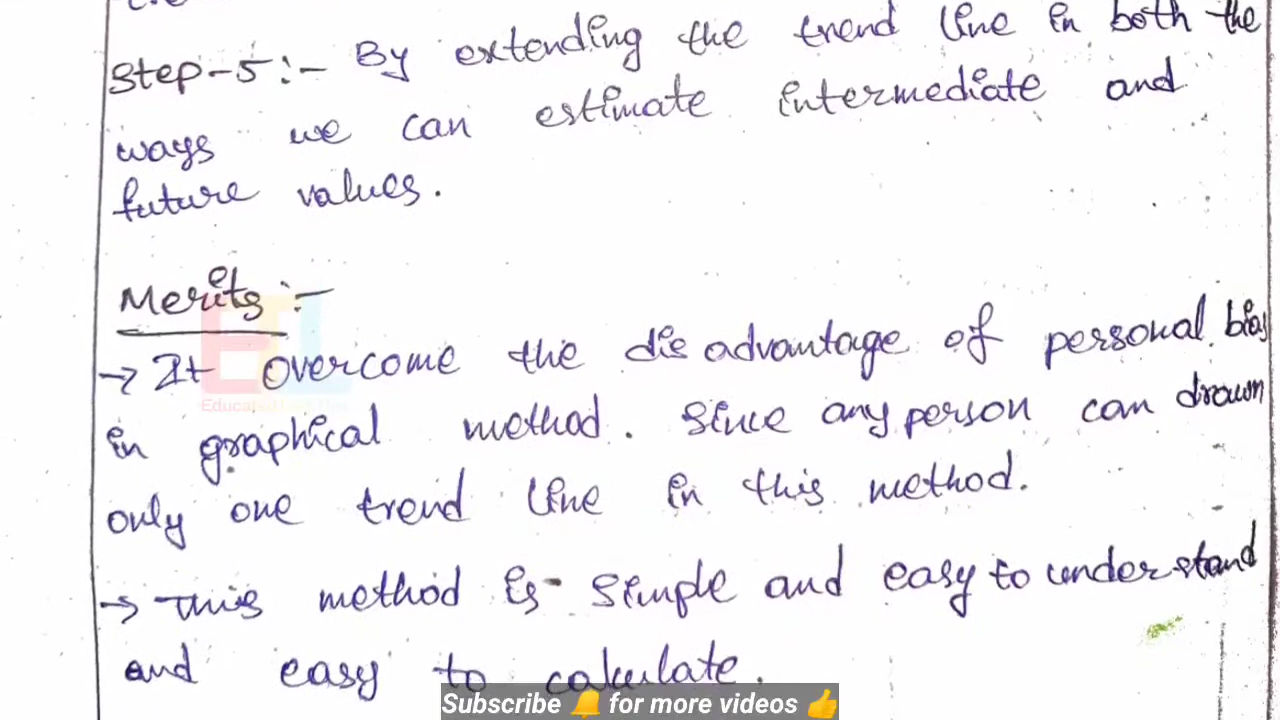 Step-5:- By extending the trend line in both the
ways we can estimate intermediate and
future values.
Merits :-
→ It overcome the dis advantage of personal bias
in graphical method. Since any person can drawn
only one trend line in this method.
→ This method is simple and easy to understand
and easy to calculate.
Subscribe 🔔 for more videos 👍